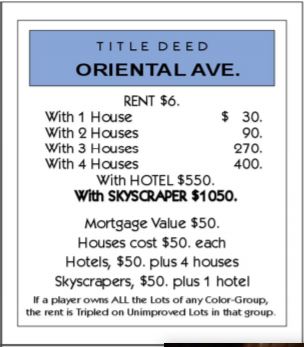 TITLE DEED
ORIENTAL AVE.
RENT $6.
With 1 House $ 30.
With 2 Houses 90.
With 3 Houses 270.
With 4 Houses 400.
With HOTEL $550.
With SKYSCRAPER $1050.
Mortgage Value $50.
Houses cost $50. each
Hotels, $50. plus 4 houses
Skyscrapers, $50. plus 1 hotel
If a player owns ALL the Lots of any Color-Group,
the rent is Tripled on Unimproved Lots in that group.